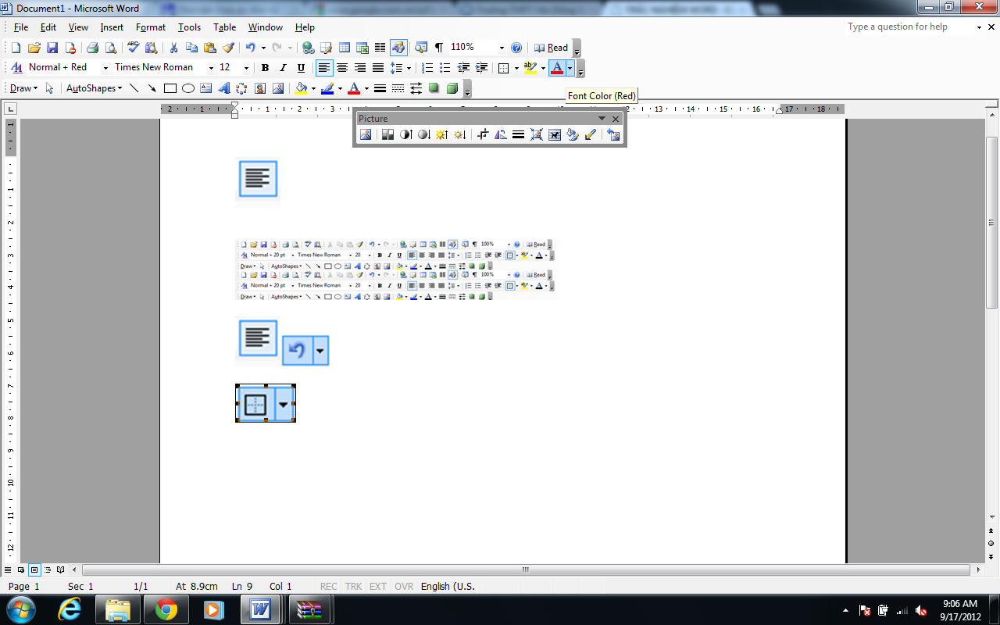 Document1 - Microsoft Word
File Edit View Insert Format Tools Table Window Help
Type a question for help
110% Read
Normal + Red Times New Roman 12 B I U
Draw AutoShapes
Font Color (Red)
2 1 1 2 3 17 18
Picture
100% Read
Normal + 20 pt Times New Roman 20 B I U
Draw AutoShapes
100% Read
Normal + 20 pt Times New Roman 20 B I U
Draw AutoShapes
Page 1 Sec 1 1/1 At 8.9cm Ln 9 Col 1 REC TRK EXT OVR English (U.S.
9:06 AM
9/17/2012